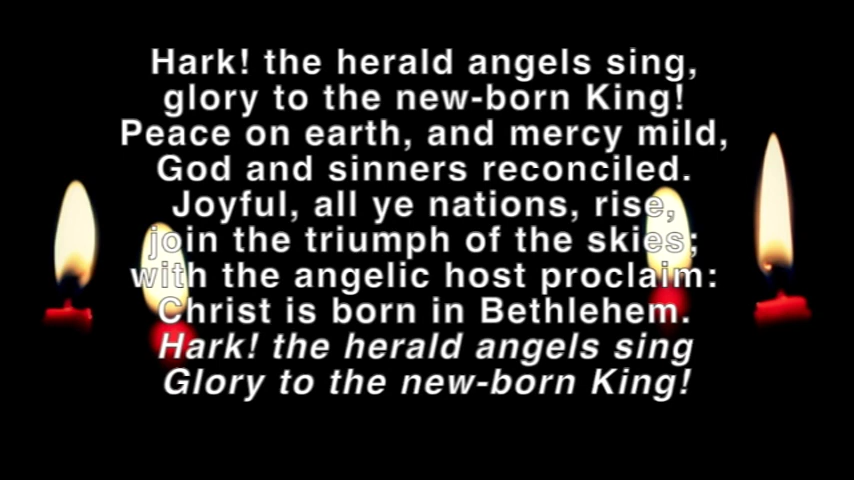 Hark! the herald angels sing,
glory to the new-born King!
Peace on earth, and mercy mild,
God and sinners reconciled.
Joyful, all ye nations, rise,
join the triumph of the skies;
with the angelic host proclaim:
Christ is born in Bethlehem.
Hark! the herald angels sing
Glory to the new-born King!